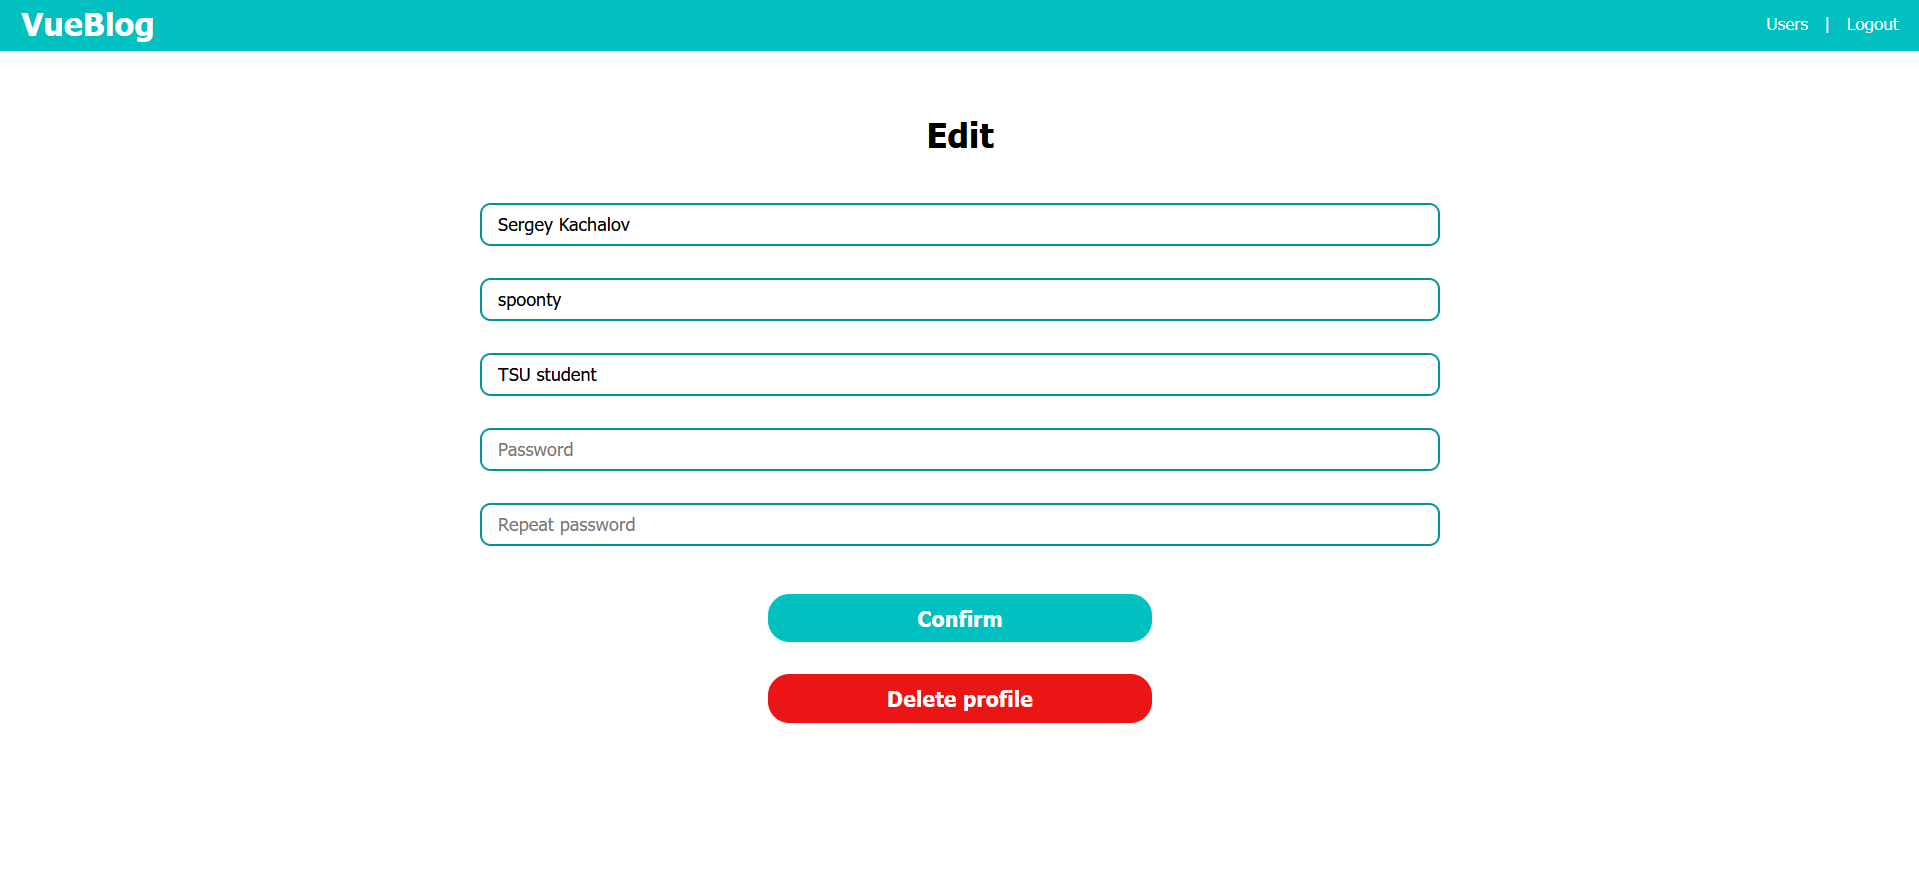 VueBlog
Users | Logout
Edit
Sergey Kachalov
spoonty
TSU student
Password
Repeat password
Confirm
Delete profile